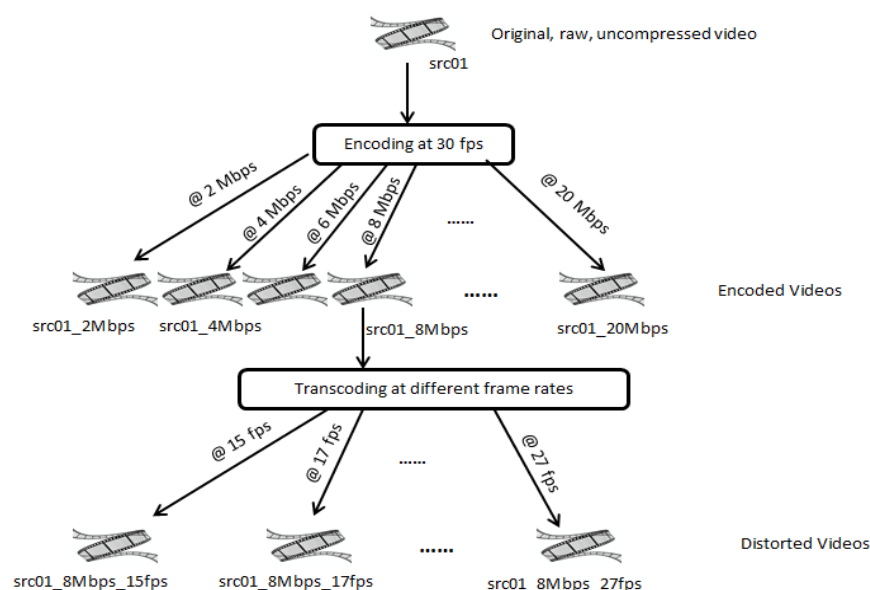 Original, raw, uncompressed video
src01
Encoding at 30 fps
@ 2 Mbps
@ 4 Mbps
@ 6 Mbps
@ 8 Mbps
......
@ 20 Mbps
......
Encoded Videos
src01_2Mbps
src01_4Mbps
src01_8Mbps
src01_20Mbps
Transcoding at different frame rates
@ 15 fps
@ 17 fps
......
@ 27 fps
......
Distorted Videos
src01_8Mbps_15fps
src01_8Mbps_17fps
src01_8Mbps_27fps